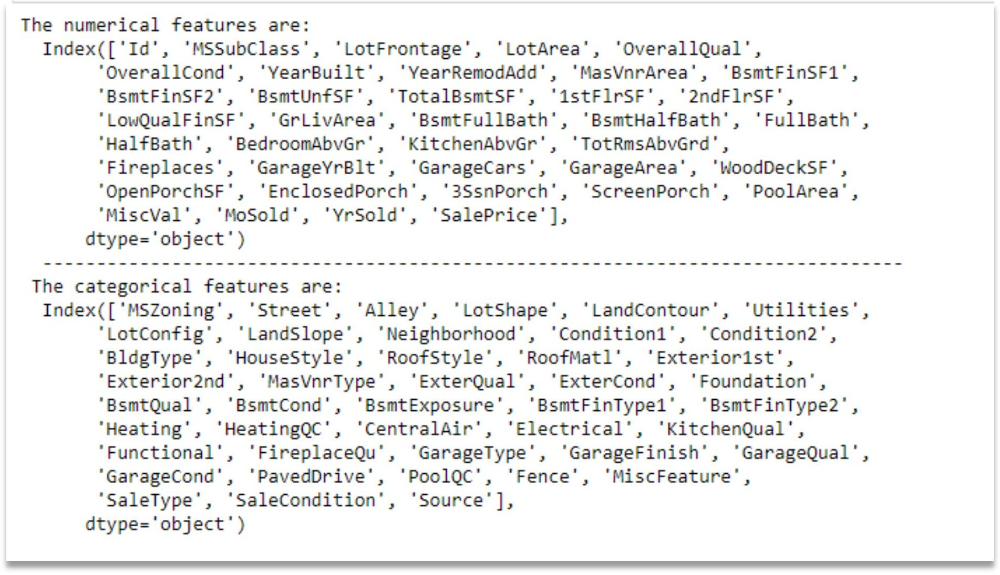 The numerical features are:
Index(['Id', 'MSSubClass', 'LotFrontage', 'LotArea', 'OverallQual',
'OverallCond', 'YearBuilt', 'YearRemodAdd', 'MasVnrArea', 'BsmtFinSF1',
'BsmtFinSF2', 'BsmtUnfSF', 'TotalBsmtSF', '1stFlrSF', '2ndFlrSF',
'LowQualFinSF', 'GrLivArea', 'BsmtFullBath', 'BsmtHalfBath', 'FullBath',
'HalfBath', 'BedroomAbvGr', 'KitchenAbvGr', 'TotRmsAbvGrd',
'Fireplaces', 'GarageYrBlt', 'GarageCars', 'GarageArea', 'WoodDeckSF',
'OpenPorchSF', 'EnclosedPorch', '3SsnPorch', 'ScreenPorch', 'PoolArea',
'MiscVal', 'MoSold', 'YrSold', 'SalePrice'],
dtype='object')
--------------------------------------------------------------------------------
The categorical features are:
Index(['MSZoning', 'Street', 'Alley', 'LotShape', 'LandContour', 'Utilities',
'LotConfig', 'LandSlope', 'Neighborhood', 'Condition1', 'Condition2',
'BldgType', 'HouseStyle', 'RoofStyle', 'RoofMatl', 'Exterior1st',
'Exterior2nd', 'MasVnrType', 'ExterQual', 'ExterCond', 'Foundation',
'BsmtQual', 'BsmtCond', 'BsmtExposure', 'BsmtFinType1', 'BsmtFinType2',
'Heating', 'HeatingQC', 'CentralAir', 'Electrical', 'KitchenQual',
'Functional', 'FireplaceQu', 'GarageType', 'GarageFinish', 'GarageQual',
'GarageCond', 'PavedDrive', 'PoolQC', 'Fence', 'MiscFeature',
'SaleType', 'SaleCondition', 'Source'],
dtype='object')